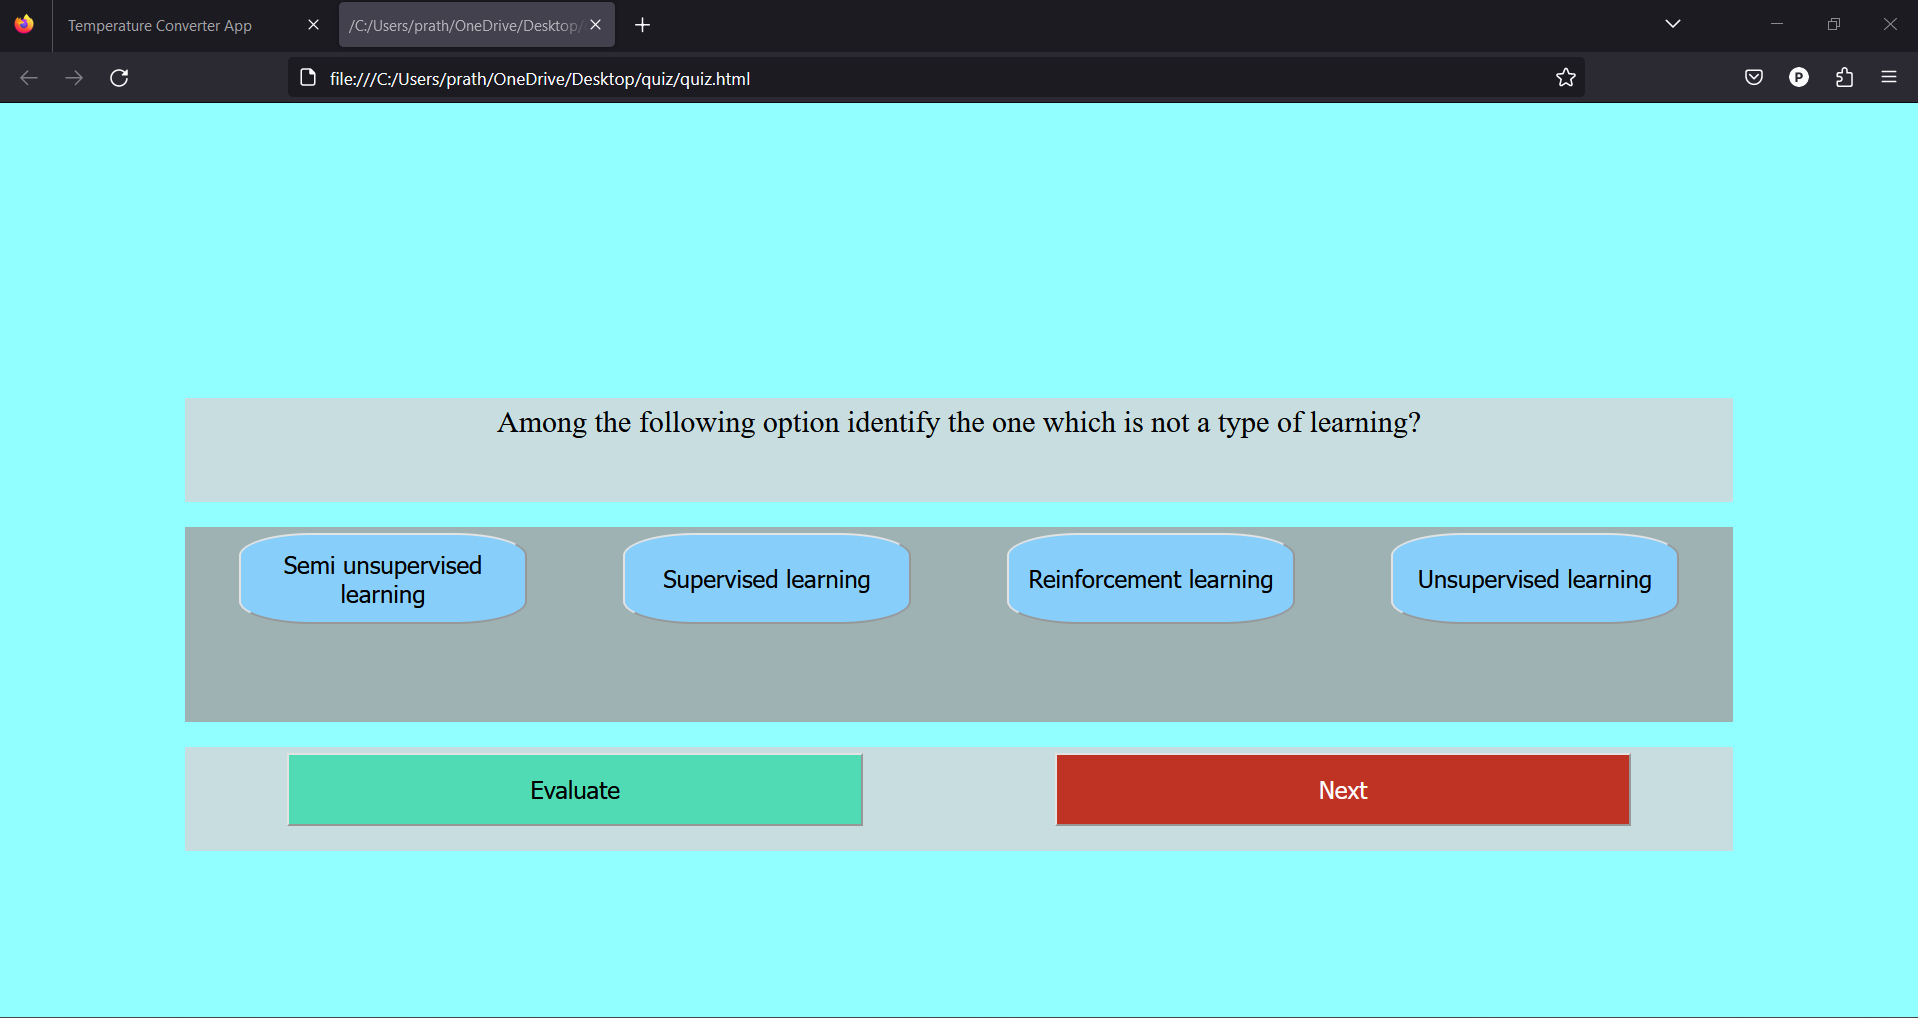 Temperature Converter App
/C:/Users/prath/OneDrive/Desktop/
file:///C:/Users/prath/OneDrive/Desktop/quiz/quiz.html
P
Among the following option identify the one which is not a type of learning?
Semi unsupervised
learning
Supervised learning
Reinforcement learning
Unsupervised learning
Evaluate
Next